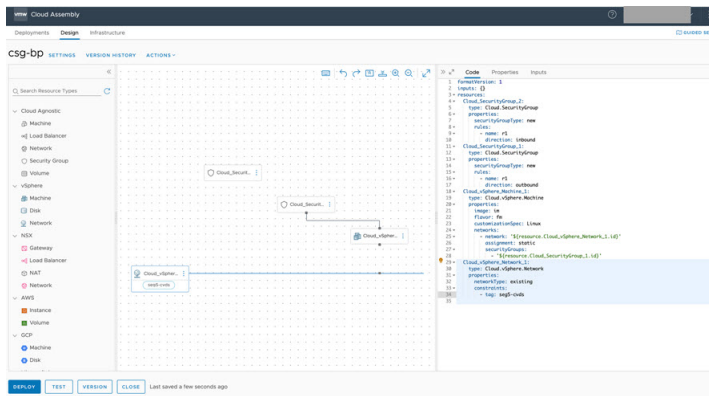 vmw Cloud Assembly
Deployments Design Infrastructure
GUIDED SE
csg-bp SETTINGS VERSION HISTORY ACTIONS
Search Resource Types
Cloud Agnostic
Machine
Load Balancer
Network
Security Group
Volume
vSphere
Machine
Disk
Network
NSX
Gateway
Load Balancer
NAT
Network
AWS
Instance
Volume
GCP
Machine
Disk
Cloud_Securit...
Cloud_Securit...
Cloud_vSpher...
Cloud_vSpher...
seg5-cvds
Code Properties Inputs
1 formatVersion: 1
2 inputs: {}
3 resources:
4 Cloud_SecurityGroup_2:
5 type: Cloud.SecurityGroup
6 properties:
7 securityGroupType: new
8 rules:
9 - name: r1
10 direction: inbound
11 Cloud_SecurityGroup_1:
12 type: Cloud.SecurityGroup
13 properties:
14 securityGroupType: new
15 rules:
16 - name: r1
17 direction: outbound
18 Cloud_vSphere_Machine_1:
19 type: Cloud.vSphere.Machine
20 properties:
21 image: im
22 flavor: fm
23 customizationSpec: Linux
24 networks:
25 - network: '${resource.Cloud_vSphere_Network_1.id}'
26 assignment: static
27 securityGroups:
28 - '${resource.Cloud_SecurityGroup_1.id}'
29 Cloud_vSphere_Network_1:
30 type: Cloud.vSphere.Network
31 properties:
32 networkType: existing
33 constraints:
34 - tag: seg5-cvds
35
DEPLOY TEST VERSION CLOSE Last saved a few seconds ago